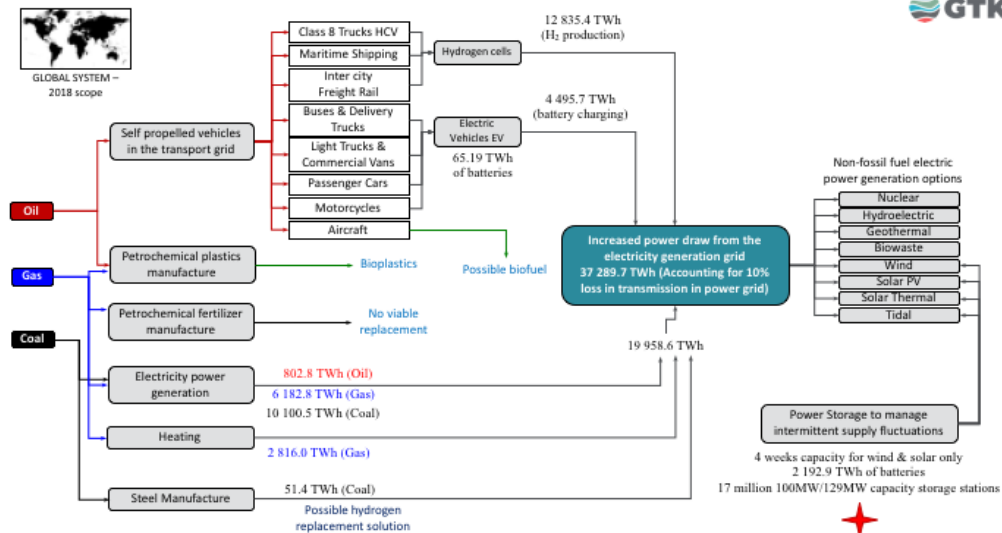 GTK
GLOBAL SYSTEM –
2018 scope
Oil
Gas
Coal
Self propelled vehicles
in the transport grid
Petrochemical plastics
manufacture
Petrochemical fertilizer
manufacture
Electricity power
generation
Heating
Steel Manufacture
Class 8 Trucks HCV
Maritime Shipping
Inter city
Freight Rail
Buses & Delivery
Trucks
Light Trucks &
Commercial Vans
Passenger Cars
Motorcycles
Aircraft
Hydrogen cells
Electric
Vehicles EV
65.19 TWh
of batteries
12 835.4 TWh
(H₂ production)
4 495.7 TWh
(battery charging)
Bioplastics
Possible biofuel
No viable
replacement
802.8 TWh (Oil)
6 182.8 TWh (Gas)
10 100.5 TWh (Coal)
2 816.0 TWh (Gas)
51.4 TWh (Coal)
Possible hydrogen
replacement solution
19 958.6 TWh
Increased power draw from the
electricity generation grid
37 289.7 TWh (Accounting for 10%
loss in transmission in power grid)
Non-fossil fuel electric
power generation options
Nuclear
Hydroelectric
Geothermal
Biowaste
Wind
Solar PV
Solar Thermal
Tidal
Power Storage to manage
intermittent supply fluctuations
4 weeks capacity for wind & solar only
2 192.9 TWh of batteries
17 million 100MW/129MW capacity storage stations